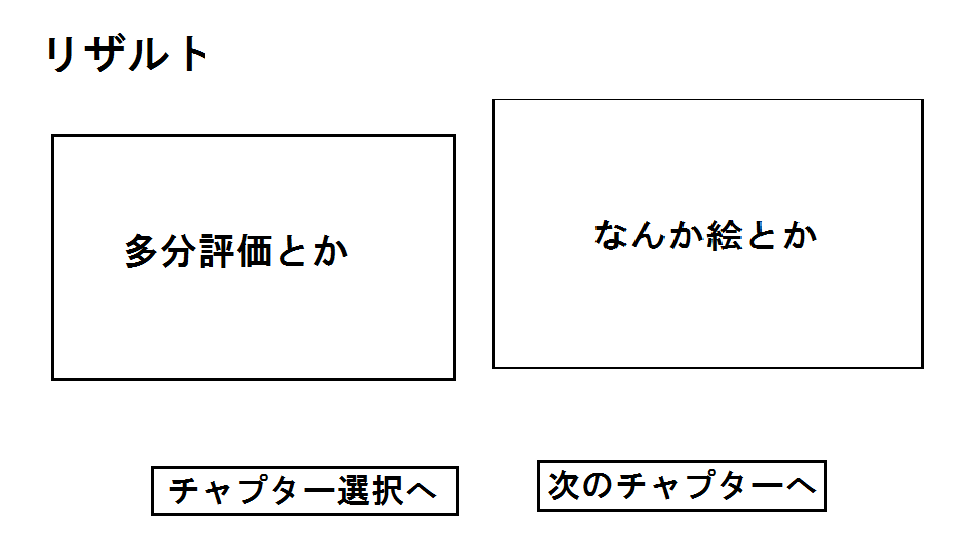 リザルト
多分評価とか
なんか絵とか
チャプター選択へ
次のチャプターへ